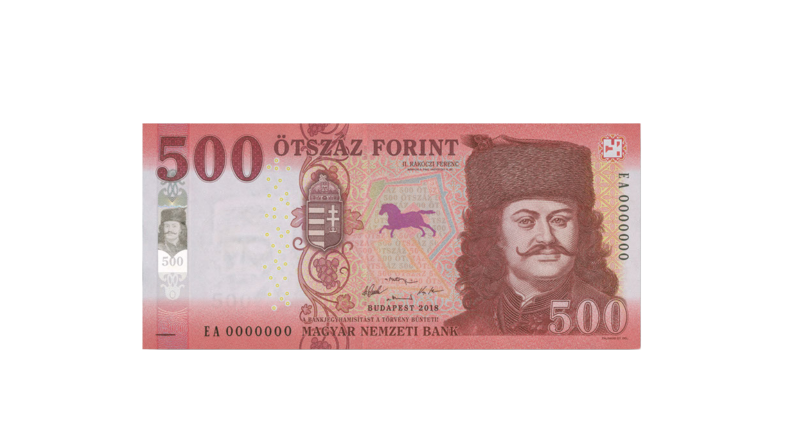 500
ÖTSZÁZ FORINT
II. RÁKÓCZI FERENC
EA 0000000
500
BUDAPEST 2018
A BANKJEGYHAMISÍTÁST A TÖRVÉNY BÜNTETI!
EA 0000000
MAGYAR NEMZETI BANK
500